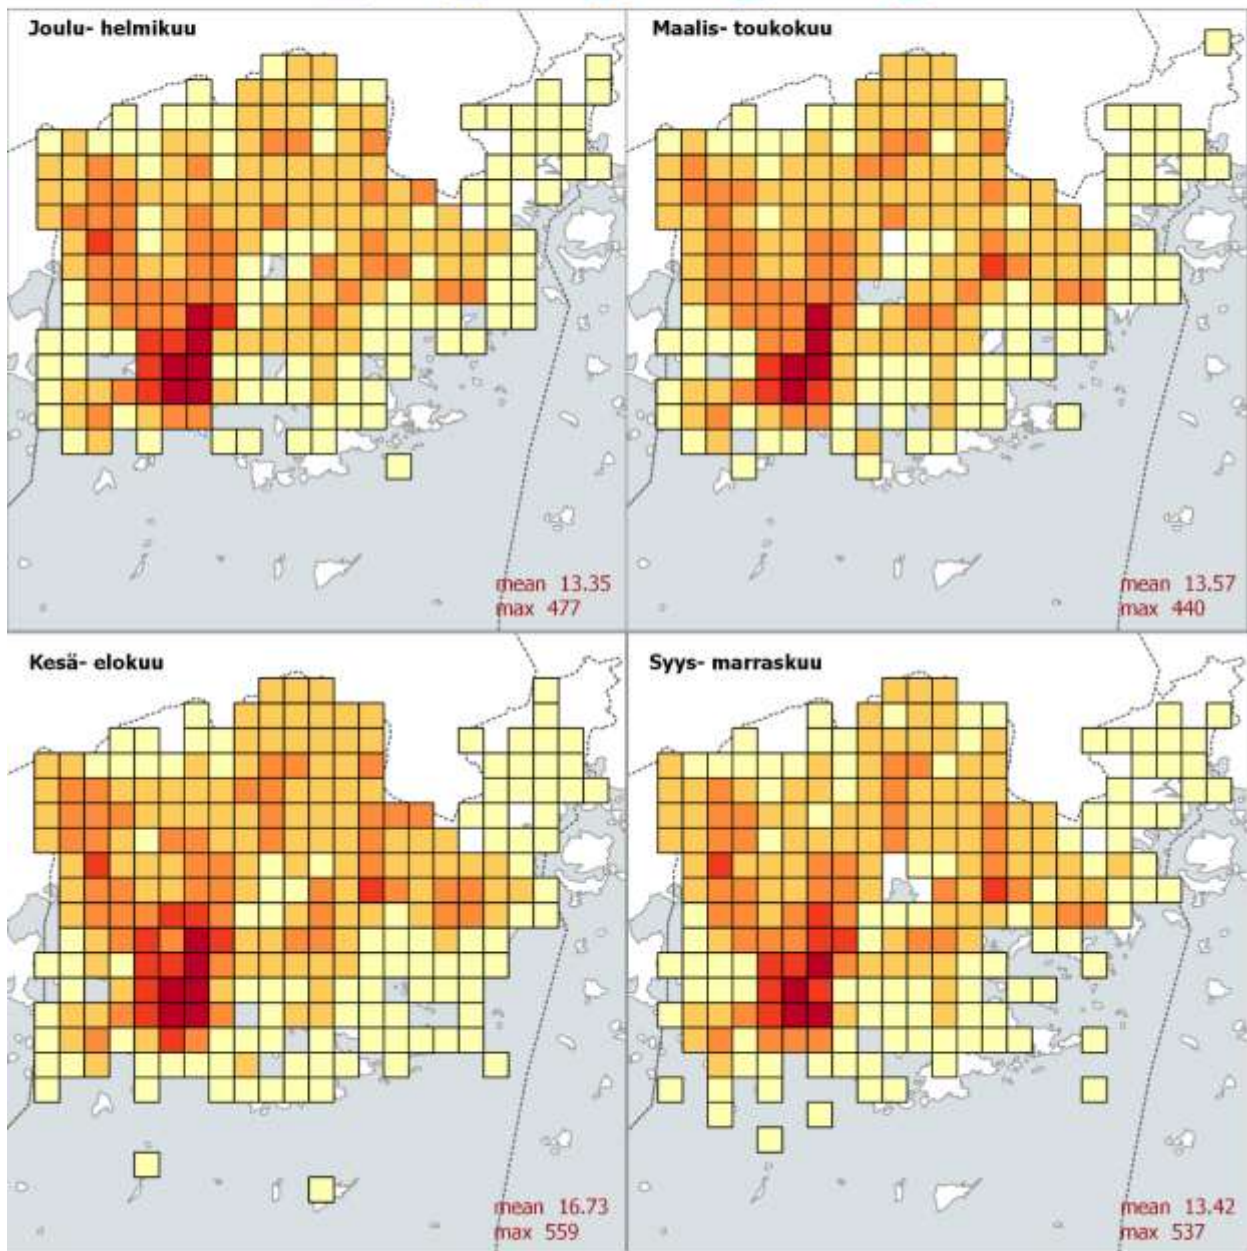 Joulu- helmikuu
Maalis- toukokuu
mean 13.35
max 477
mean 13.57
max 440
Kesä- elokuu
Syys- marraskuu
mean 16.73
max 559
mean 13.42
max 537